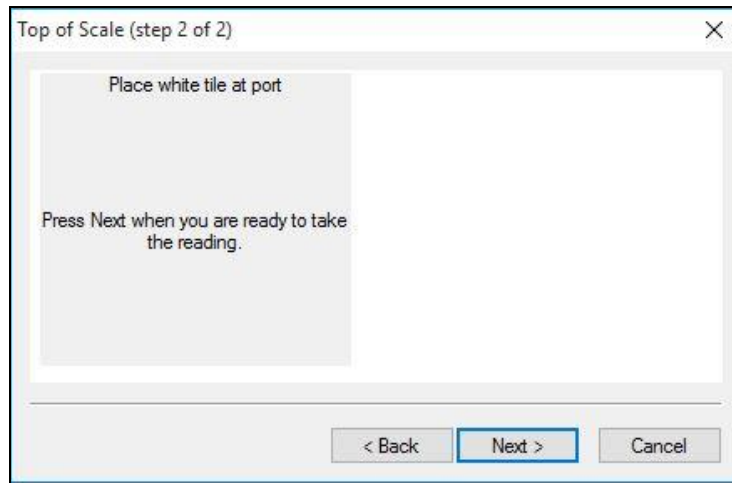 Top of Scale (step 2 of 2)
Place white tile at port
Press Next when you are ready to take
the reading.
< Back
Next >
Cancel